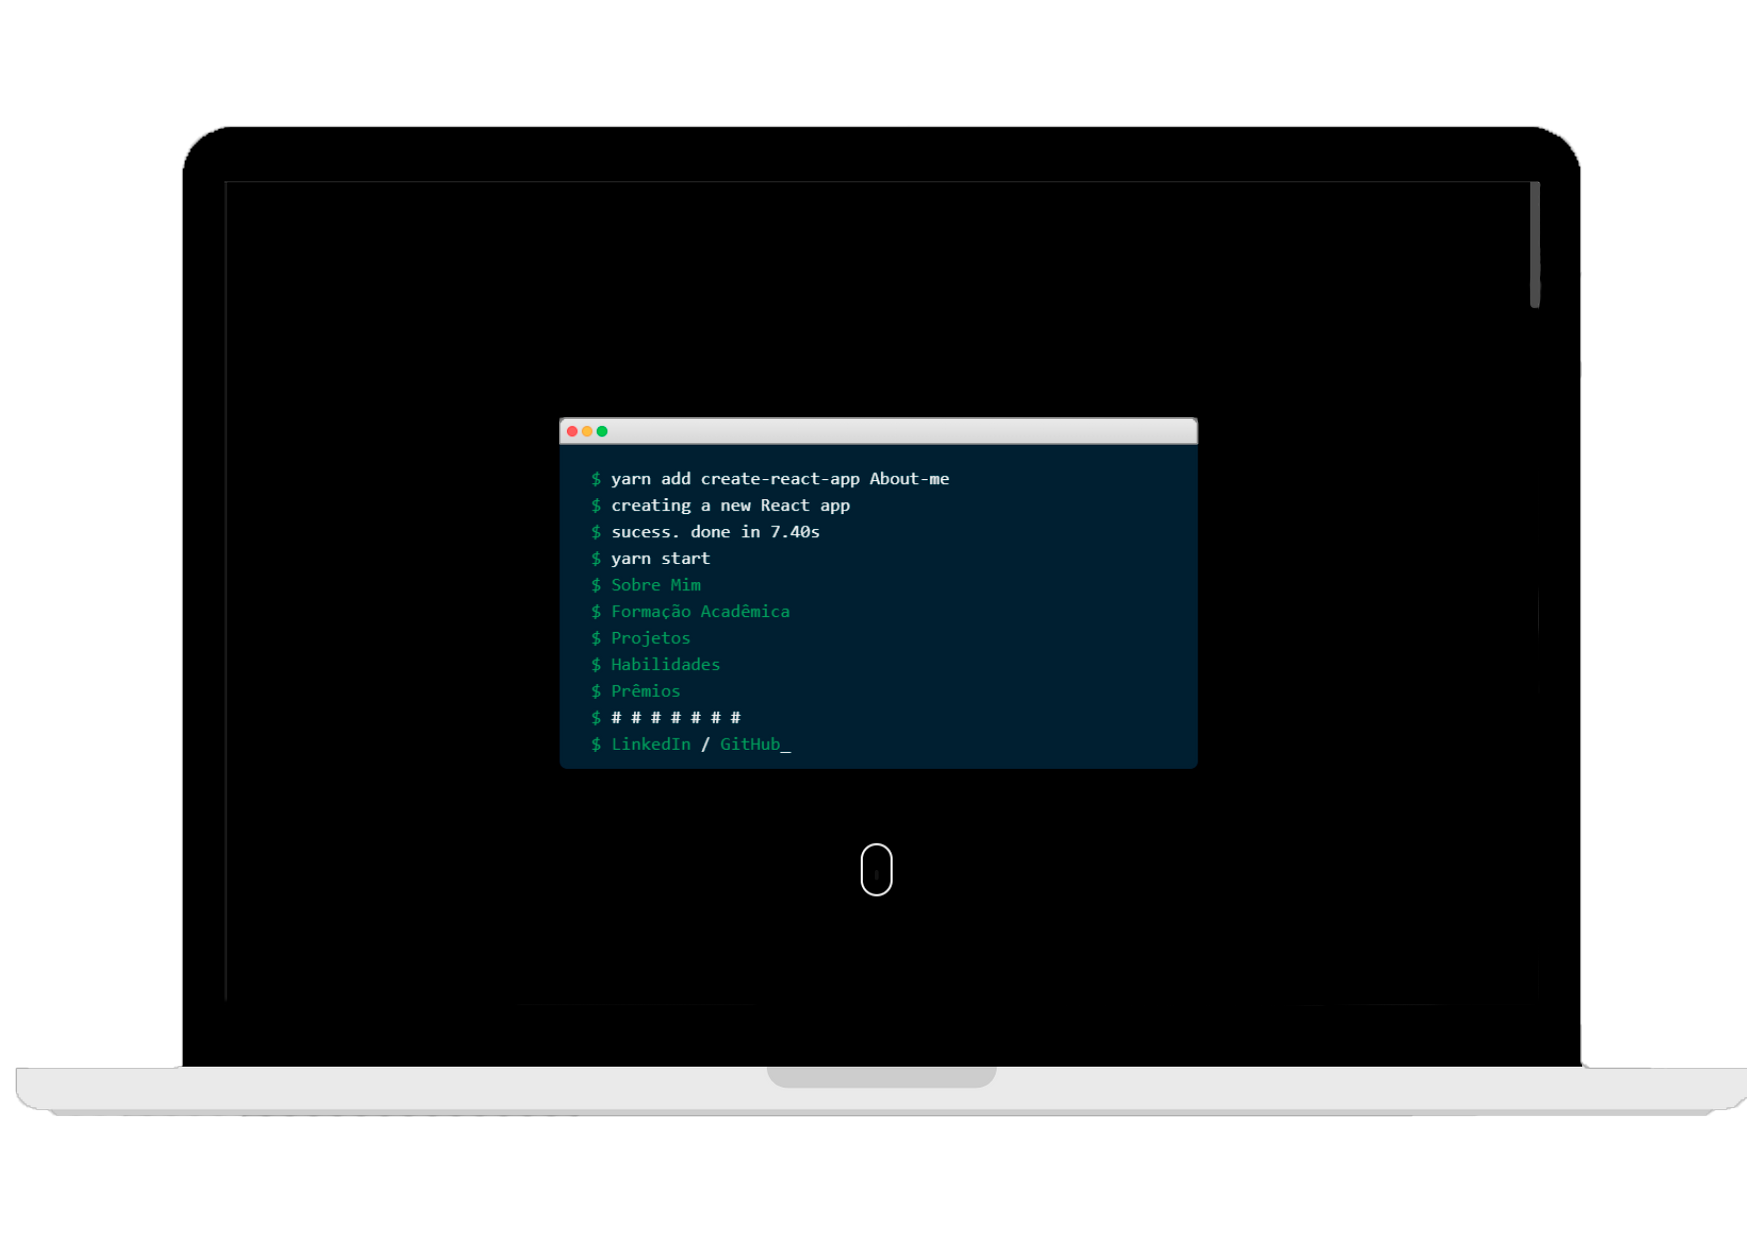 $ yarn add create-react-app About-me
$ creating a new React app
$ sucess. done in 7.40s
$ yarn start
$ Sobre Mim
$ Formação Acadêmica
$ Projetos
$ Habilidades
$ Prêmios
$ # # # # # # #
$ LinkedIn / GitHub_